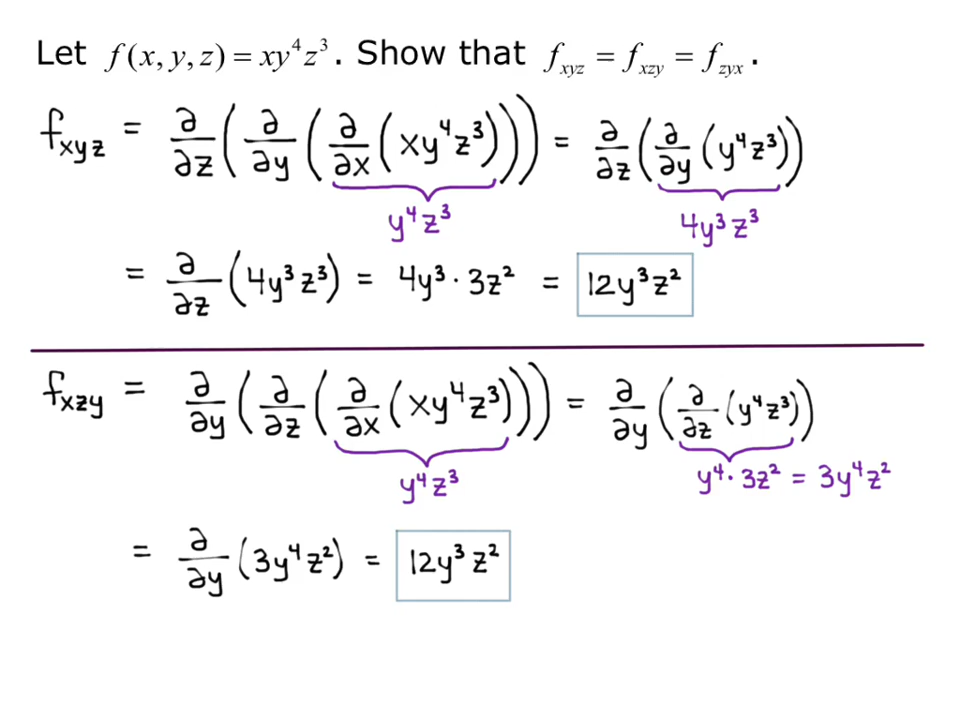 Let f(x, y, z) = xy⁴z³. Show that f_xyz = f_xzy = f_zyx.
f_xyz = ∂/∂z(∂/∂y(∂/∂x(xy⁴z³))) = ∂/∂z(∂/∂y(y⁴z³))
y⁴z³ 4y³z³
= ∂/∂z(4y³z³) = 4y³·3z² = 12y³z²
f_xzy = ∂/∂y(∂/∂z(∂/∂x(xy⁴z³))) = ∂/∂y(∂/∂z(y⁴z³))
y⁴z³ y⁴·3z² = 3y⁴z²
= ∂/∂y(3y⁴z²) = 12y³z²